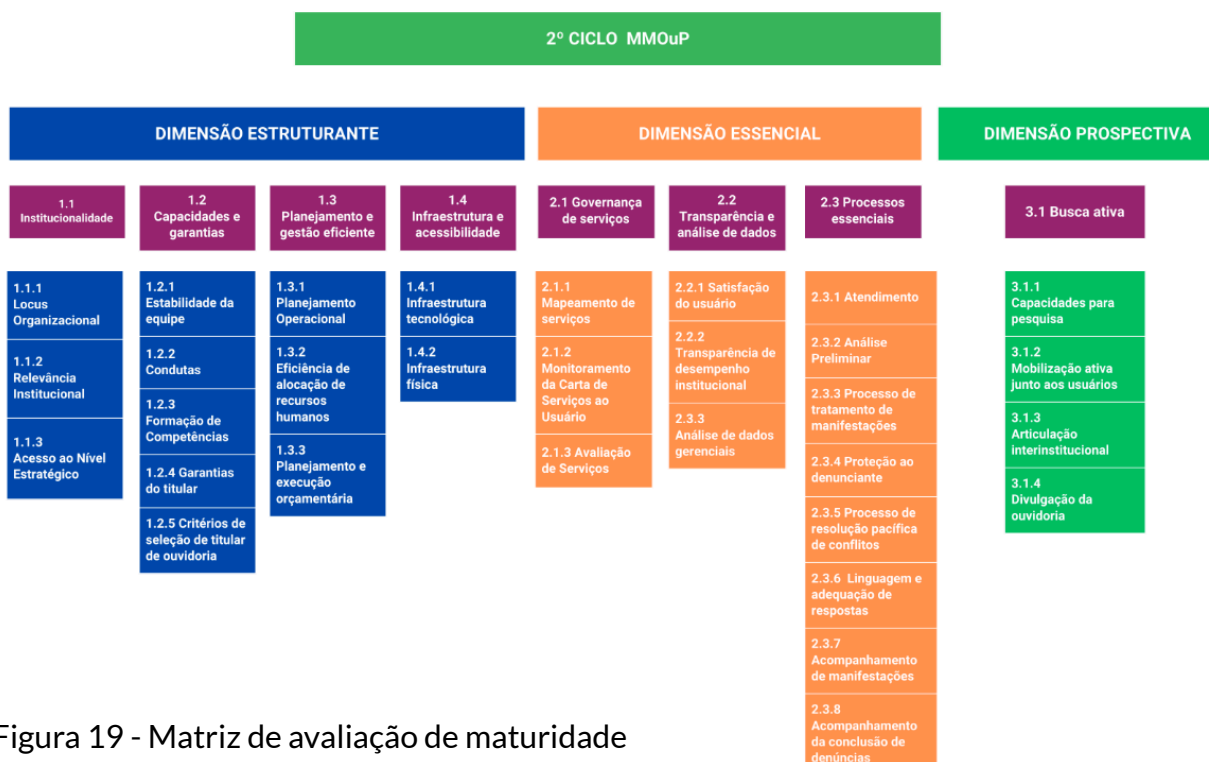 2º CICLO MMOuP
DIMENSÃO ESTRUTURANTE
DIMENSÃO ESSENCIAL
DIMENSÃO PROSPECTIVA
1.1
Institucionalidade
1.2
Capacidades e
garantias
1.3
Planejamento e
gestão eficiente
1.4
Infraestrutura e
acessibilidade
2.1 Governança
de serviços
2.2
Transparência e
análise de dados
2.3 Processos
essenciais
3.1 Busca ativa
1.1.1
Locus
Organizacional
1.1.2
Relevância
Institucional
1.1.3
Acesso ao Nível
Estratégico
1.2.1
Estabilidade da
equipe
1.2.2
Condutas
1.2.3
Formação de
Competências
1.2.4 Garantias
do titular
1.2.5 Critérios de
seleção de titular
de ouvidoria
1.3.1
Planejamento
Operacional
1.3.2
Eficiência de
alocação de
recursos
humanos
1.3.3
Planejamento e
execução
orçamentária
1.4.1
Infraestrutura
tecnológica
1.4.2
Infraestrutura
física
2.1.1
Mapeamento de
serviços
2.1.2
Monitoramento
da Carta de
Serviços ao
Usuário
2.1.3 Avaliação
de Serviços
2.2.1 Satisfação
do usuário
2.2.2
Transparência de
desempenho
institucional
2.3.3
Análise de dados
gerenciais
2.3.1 Atendimento
2.3.2 Análise
Preliminar
2.3.3 Processo de
tratamento de
manifestações
2.3.4 Proteção ao
denunciante
2.3.5 Processo de
resolução pacífica
de conflitos
2.3.6 Linguagem e
adequação de
respostas
2.3.7
Acompanhamento
de manifestações
2.3.8
Acompanhamento
da conclusão de
denúncias
3.1.1
Capacidades para
pesquisa
3.1.2
Mobilização ativa
junto aos usuários
3.1.3
Articulação
interinstitucional
3.1.4
Divulgação da
ouvidoria
Figura 19 - Matriz de avaliação de maturidade